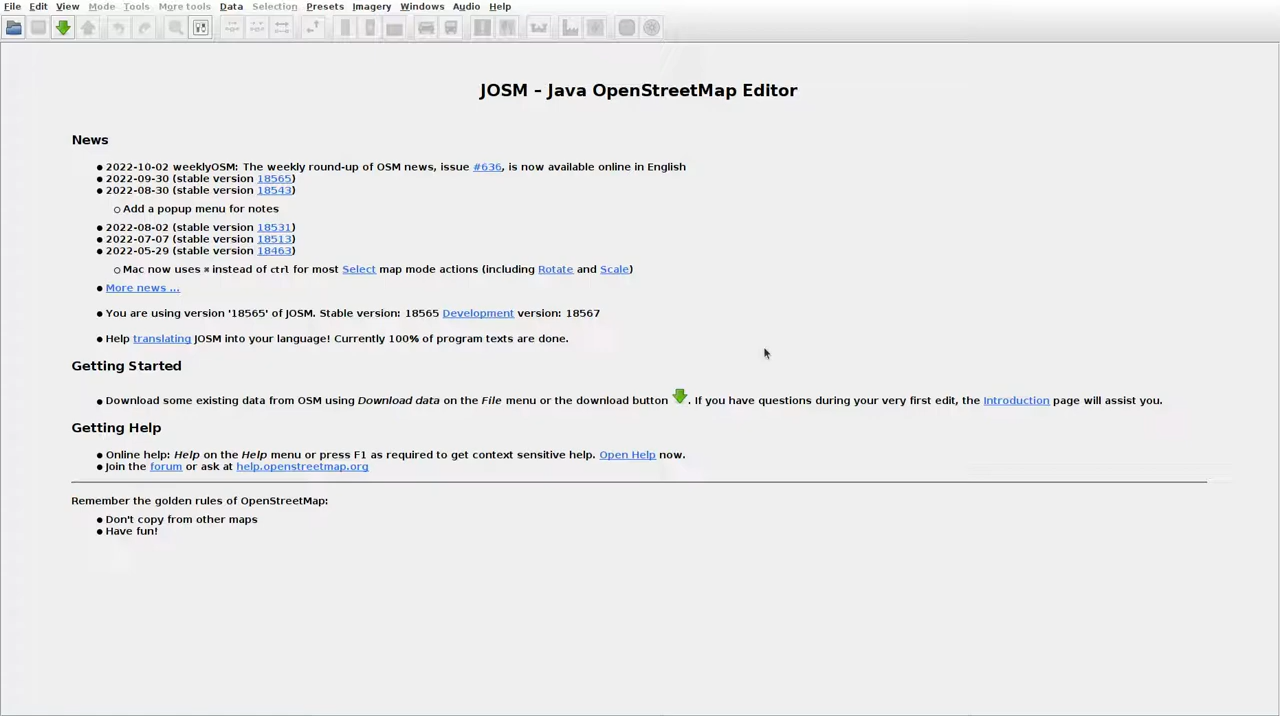 File Edit View Mode Tools More tools Data Selection Presets Imagery Windows Audio Help
JOSM – Java OpenStreetMap Editor
News
2022-10-02 weeklyOSM: The weekly round-up of OSM news, issue #636, is now available online in English
2022-09-30 (stable version 18565)
2022-08-30 (stable version 18543)
Add a popup menu for notes
2022-08-02 (stable version 18531)
2022-07-07 (stable version 18513)
2022-05-29 (stable version 18463)
Mac now uses ⌘ instead of ctrl for most Select map mode actions (including Rotate and Scale)
More news ...
You are using version '18565' of JOSM. Stable version: 18565 Development version: 18567
Help translating JOSM into your language! Currently 100% of program texts are done.
Getting Started
Download some existing data from OSM using Download data on the File menu or the download button . If you have questions during your very first edit, the Introduction page will assist you.
Getting Help
Online help: Help on the Help menu or press F1 as required to get context sensitive help. Open Help now.
Join the forum or ask at help.openstreetmap.org
Remember the golden rules of OpenStreetMap:
Don't copy from other maps
Have fun!